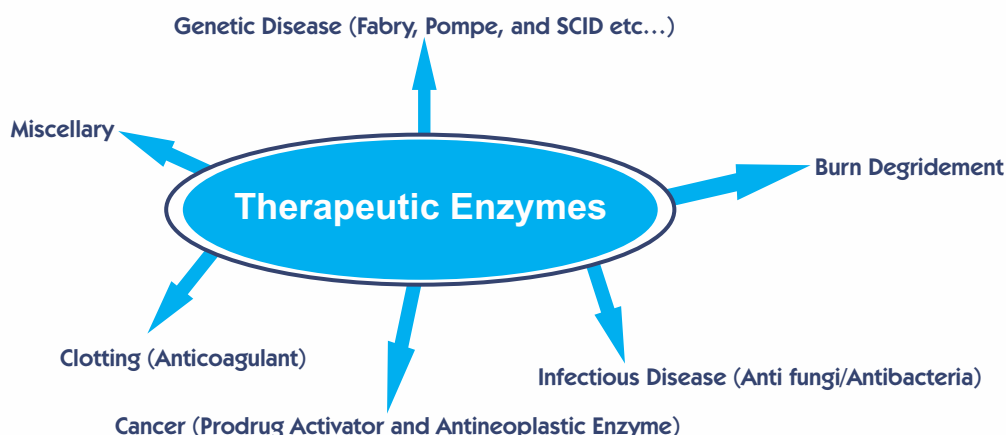 Genetic Disease (Fabry, Pompe, and SCID etc...)
Miscellary
Burn Degridement
Therapeutic Enzymes
Clotting (Anticoagulant)
Infectious Disease (Anti fungi/Antibacteria)
Cancer (Prodrug Activator and Antineoplastic Enzyme)